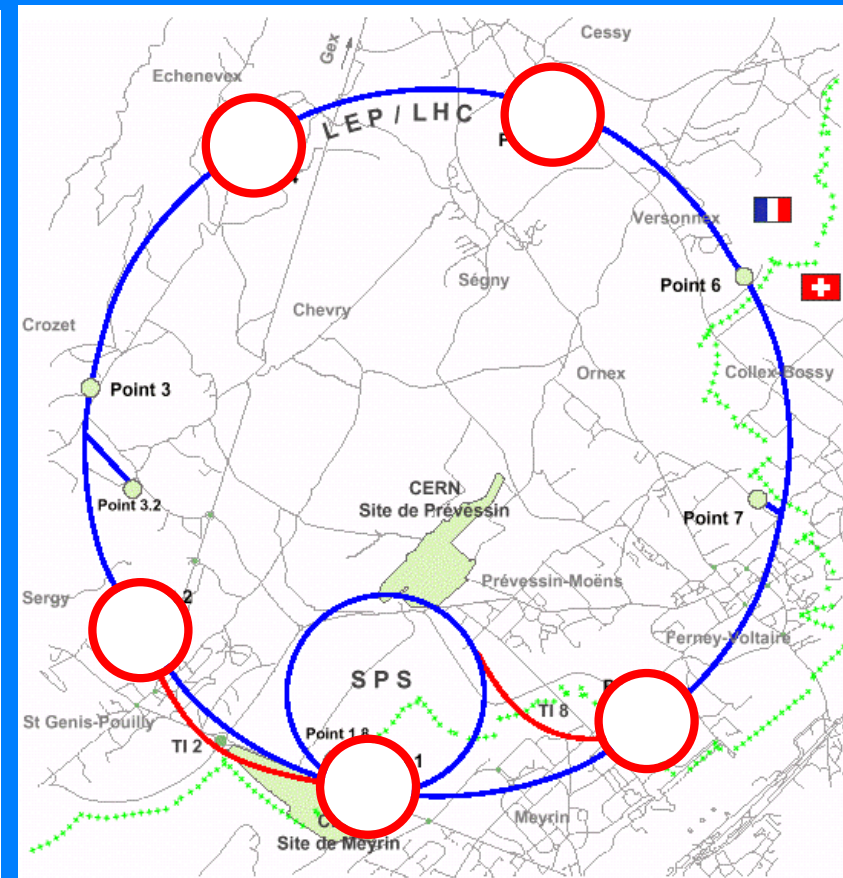 Cessy
Gex
Echenevex
LEP / LHC
P
4
Versonnex
Point 6
Ségny
Chevry
Crozet
Ornex
Collex-Bossy
Point 3
CERN
Site de Prévessin
Point 3.2
Point 7
Prévessin-Moëns
Sergy
2
Ferney-Voltaire
SPS
P
St Genis-Pouilly
TI 8
Point 1.8
TI 2
1
Meyrin
C
Site de Meyrin